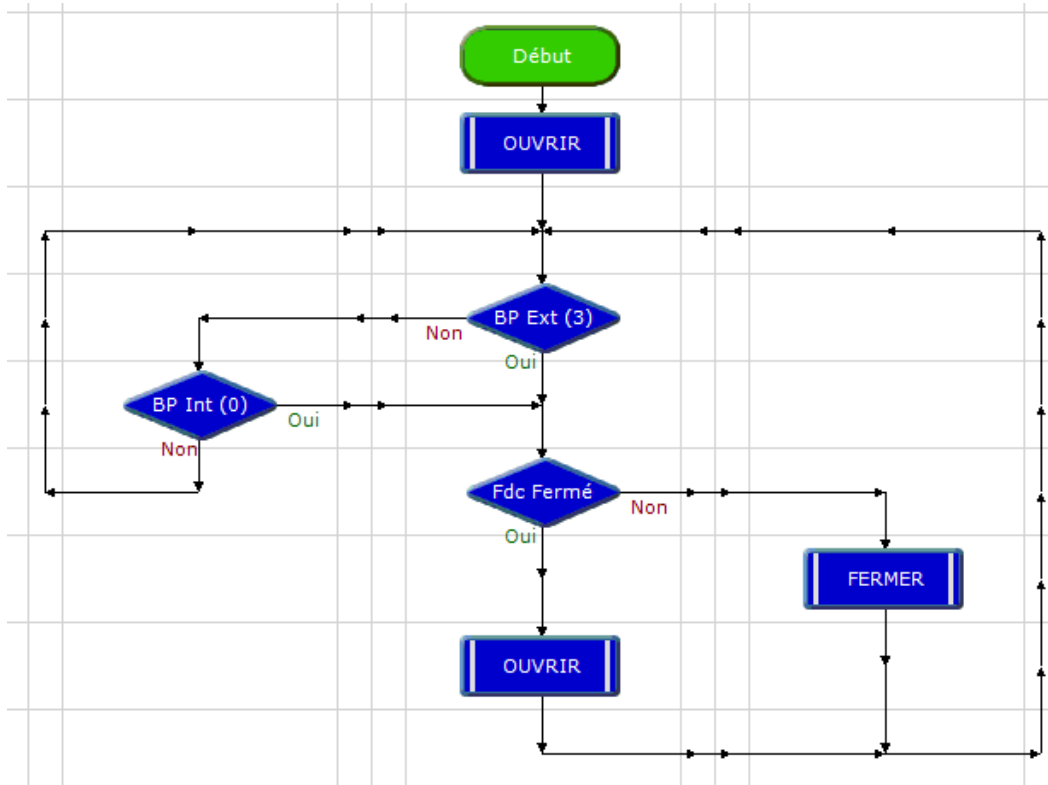 Début
OUVRIR
BP Ext (3)
Non
Oui
BP Int (0)
Oui
Non
Fdc Fermé
Non
Oui
FERMER
OUVRIR